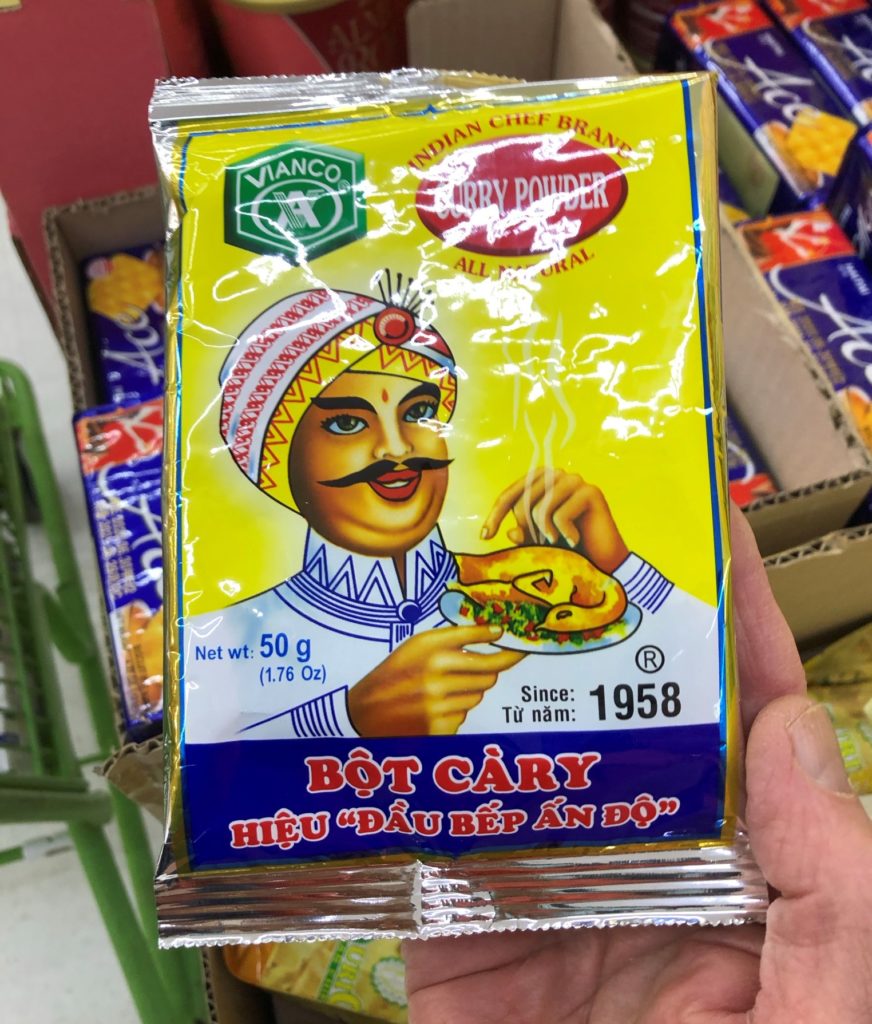 VIANCO
INDIAN CHEF BRAND
CURRY POWDER
ALL NATURAL
Net wt: 50 g
(1.76 Oz)
®
Since:
Từ năm: 1958
BỘT CÀRY
HIỆU “ĐẦU BẾP ẤN ĐỘ”